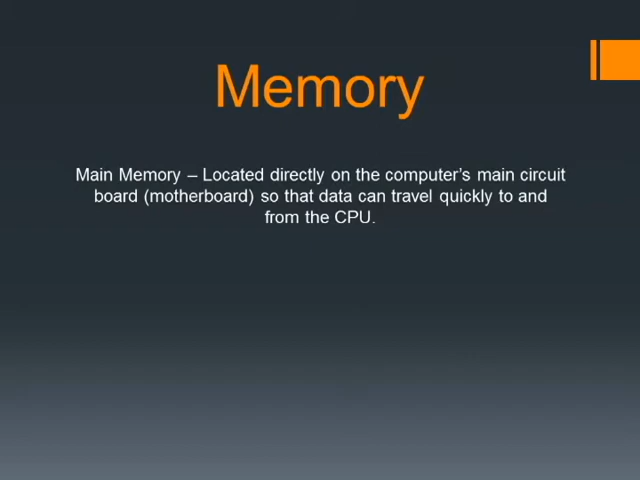 Memory
Main Memory – Located directly on the computer’s main circuit
board (motherboard) so that data can travel quickly to and
from the CPU.